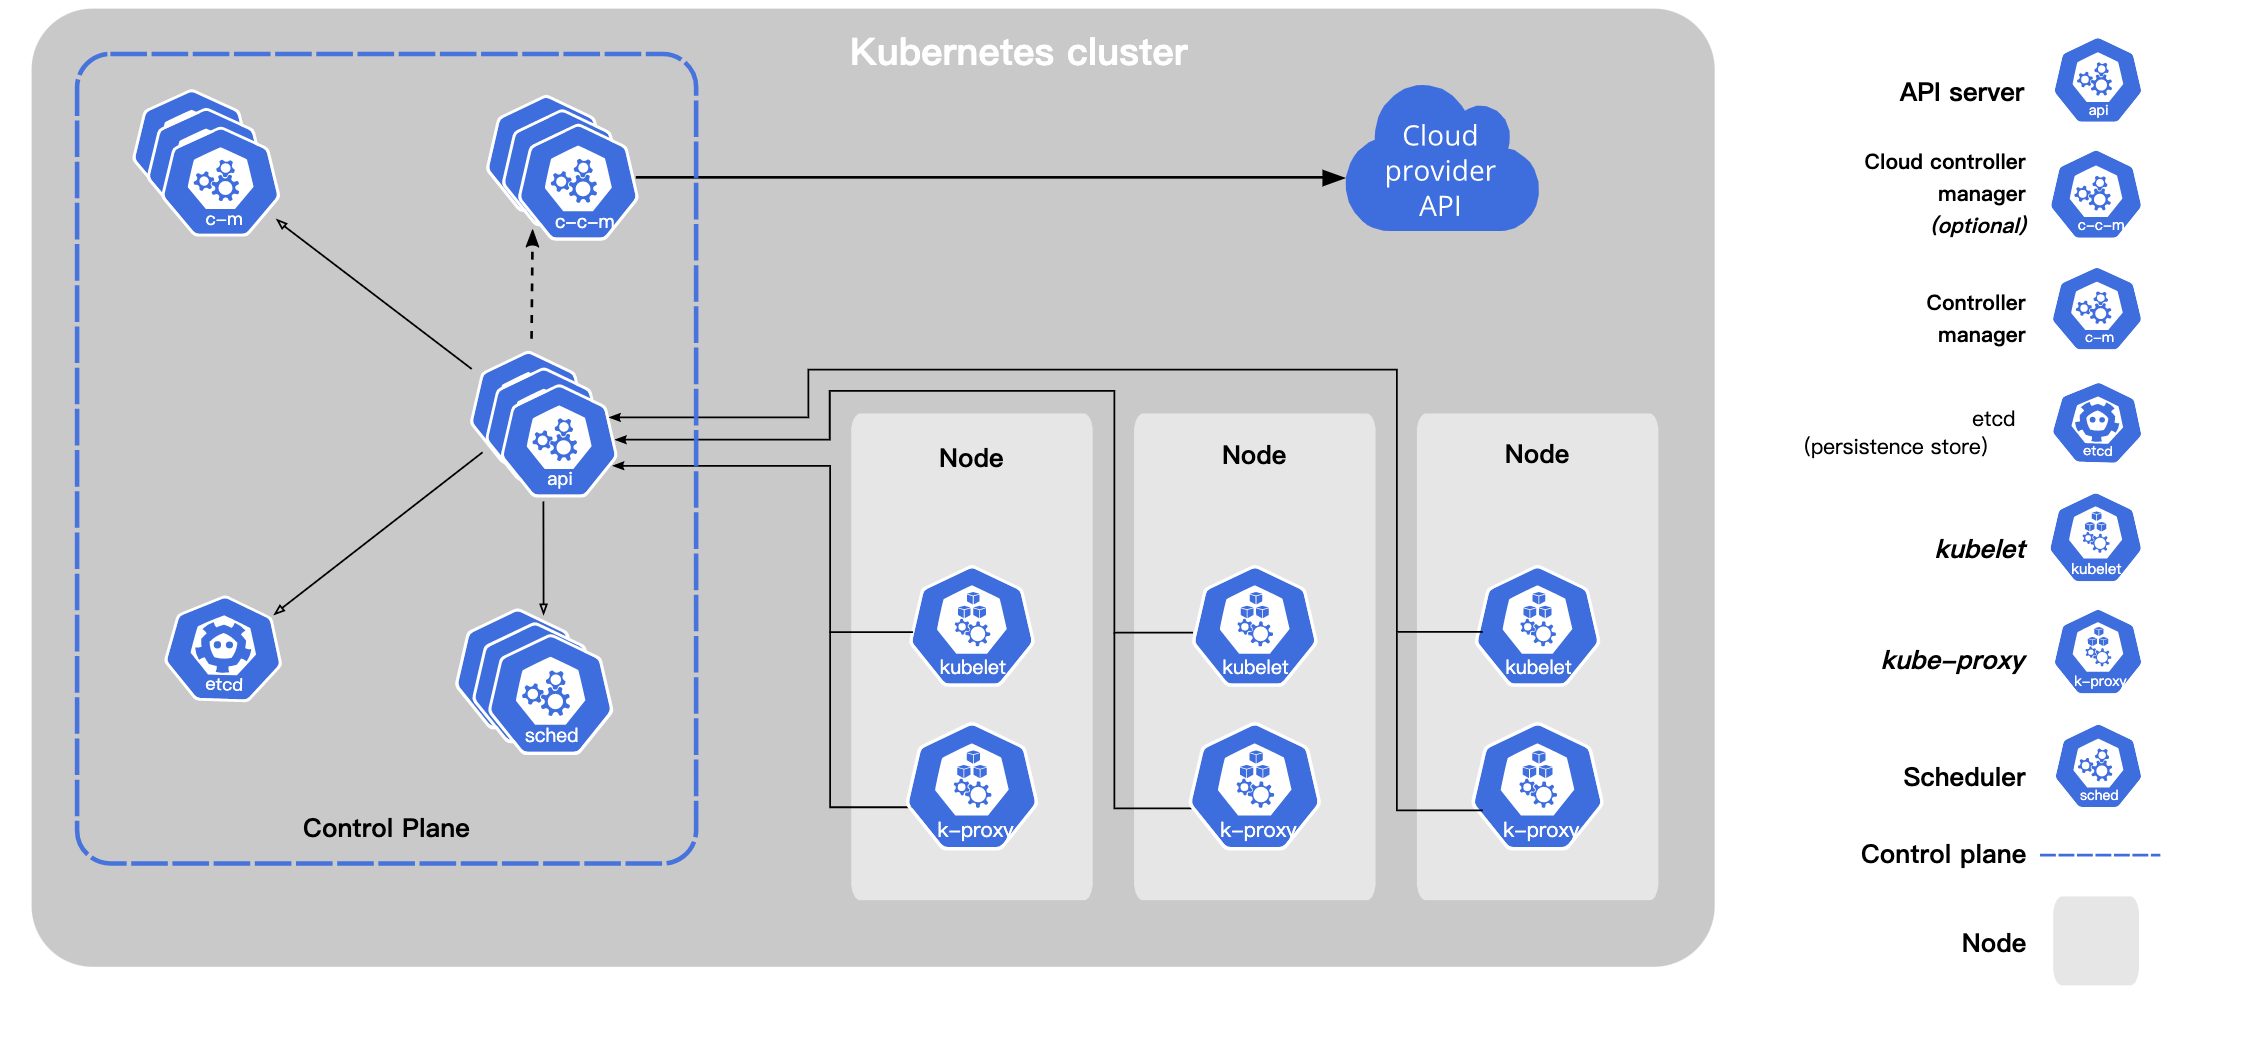 Kubernetes cluster
c-m
c-c-m
Cloud
provider
API
api
etcd
sched
Control Plane
Node
kubelet
k-proxy
Node
kubelet
k-proxy
Node
kubelet
k-proxy
API server
api
Cloud controller
manager
(optional)
c-c-m
Controller
manager
c-m
etcd
(persistence store)
etcd
kubelet
kubelet
kube-proxy
k-proxy
Scheduler
sched
Control plane
Node